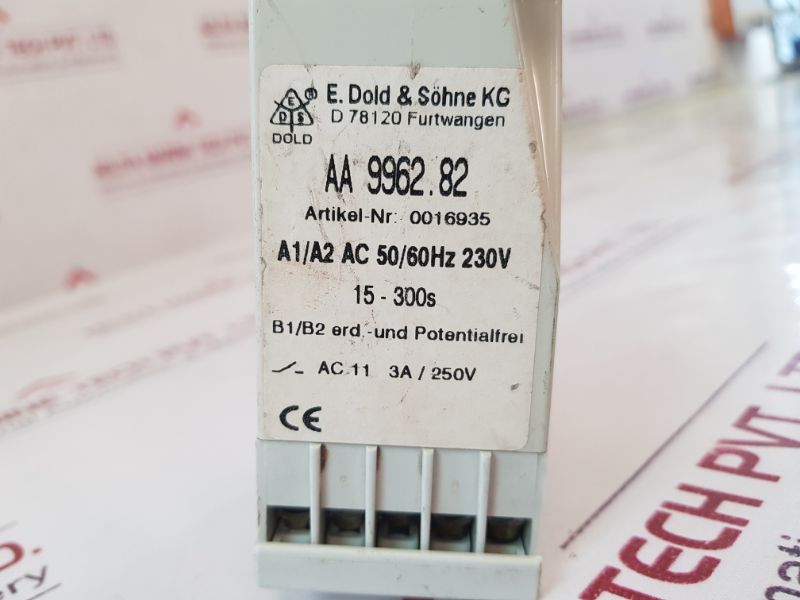 E
D S
®
DOLD
E. Dold & Söhne KG
D 78120 Furtwangen
AA 9962.82
Artikel-Nr: 0016935
A1/A2 AC 50/60Hz 230V
15 - 300s
B1/B2 erd.-und Potentialfrei
AC 11 3A / 250V
CE
TECH PVT